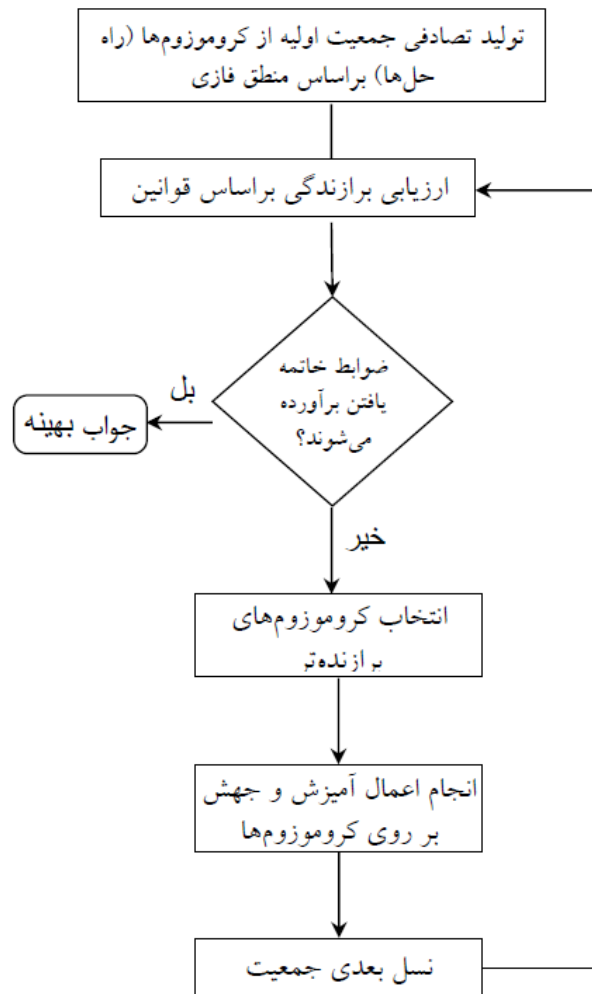 تولید تصادفی جمعیت اولیه از کروموزوم‌ها (راه
حل‌ها) براساس منطق فازی
ارزیابی برازندگی براساس قوانین
ضوابط خاتمه
یافتن برآورده
می‌شوند؟
بل
جواب بهینه
خیر
انتخاب کروموزوم‌های
برازنده‌تر
انجام اعمال آمیزش و جهش
بر روی کروموزوم‌ها
نسل بعدی جمعیت